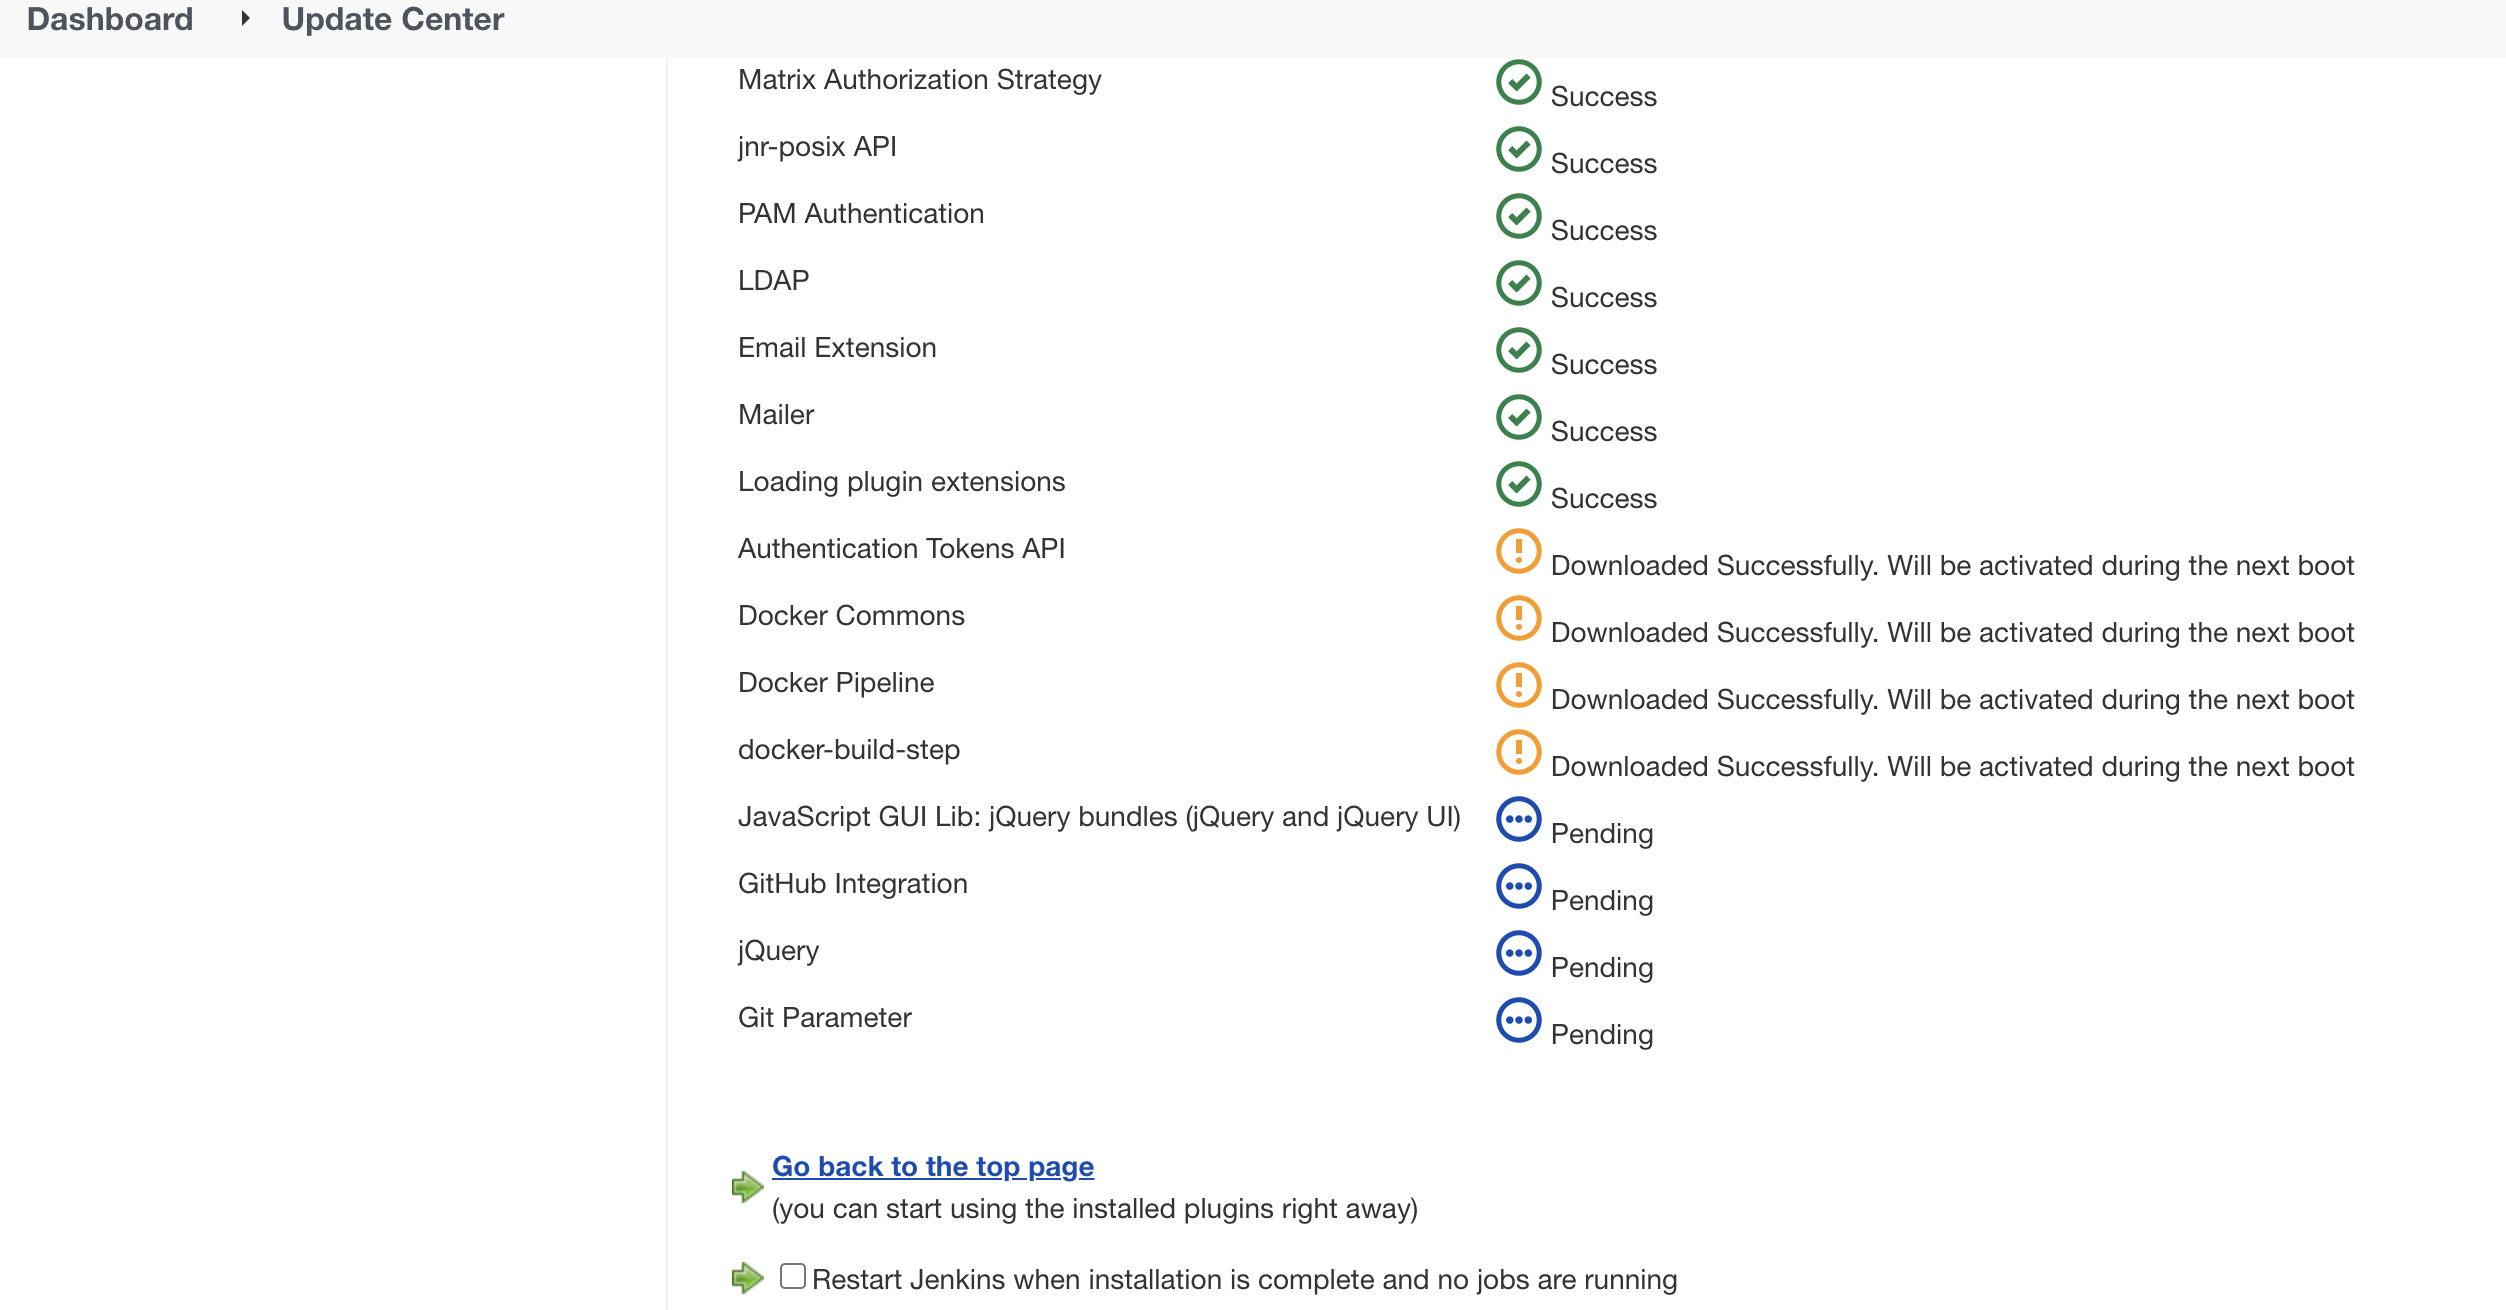 Dashboard Update Center
Matrix Authorization Strategy Success
jnr-posix API Success
PAM Authentication Success
LDAP Success
Email Extension Success
Mailer Success
Loading plugin extensions Success
Authentication Tokens API Downloaded Successfully. Will be activated during the next boot
Docker Commons Downloaded Successfully. Will be activated during the next boot
Docker Pipeline Downloaded Successfully. Will be activated during the next boot
docker-build-step Downloaded Successfully. Will be activated during the next boot
JavaScript GUI Lib: jQuery bundles (jQuery and jQuery UI) Pending
GitHub Integration Pending
jQuery Pending
Git Parameter Pending
Go back to the top page
(you can start using the installed plugins right away)
Restart Jenkins when installation is complete and no jobs are running